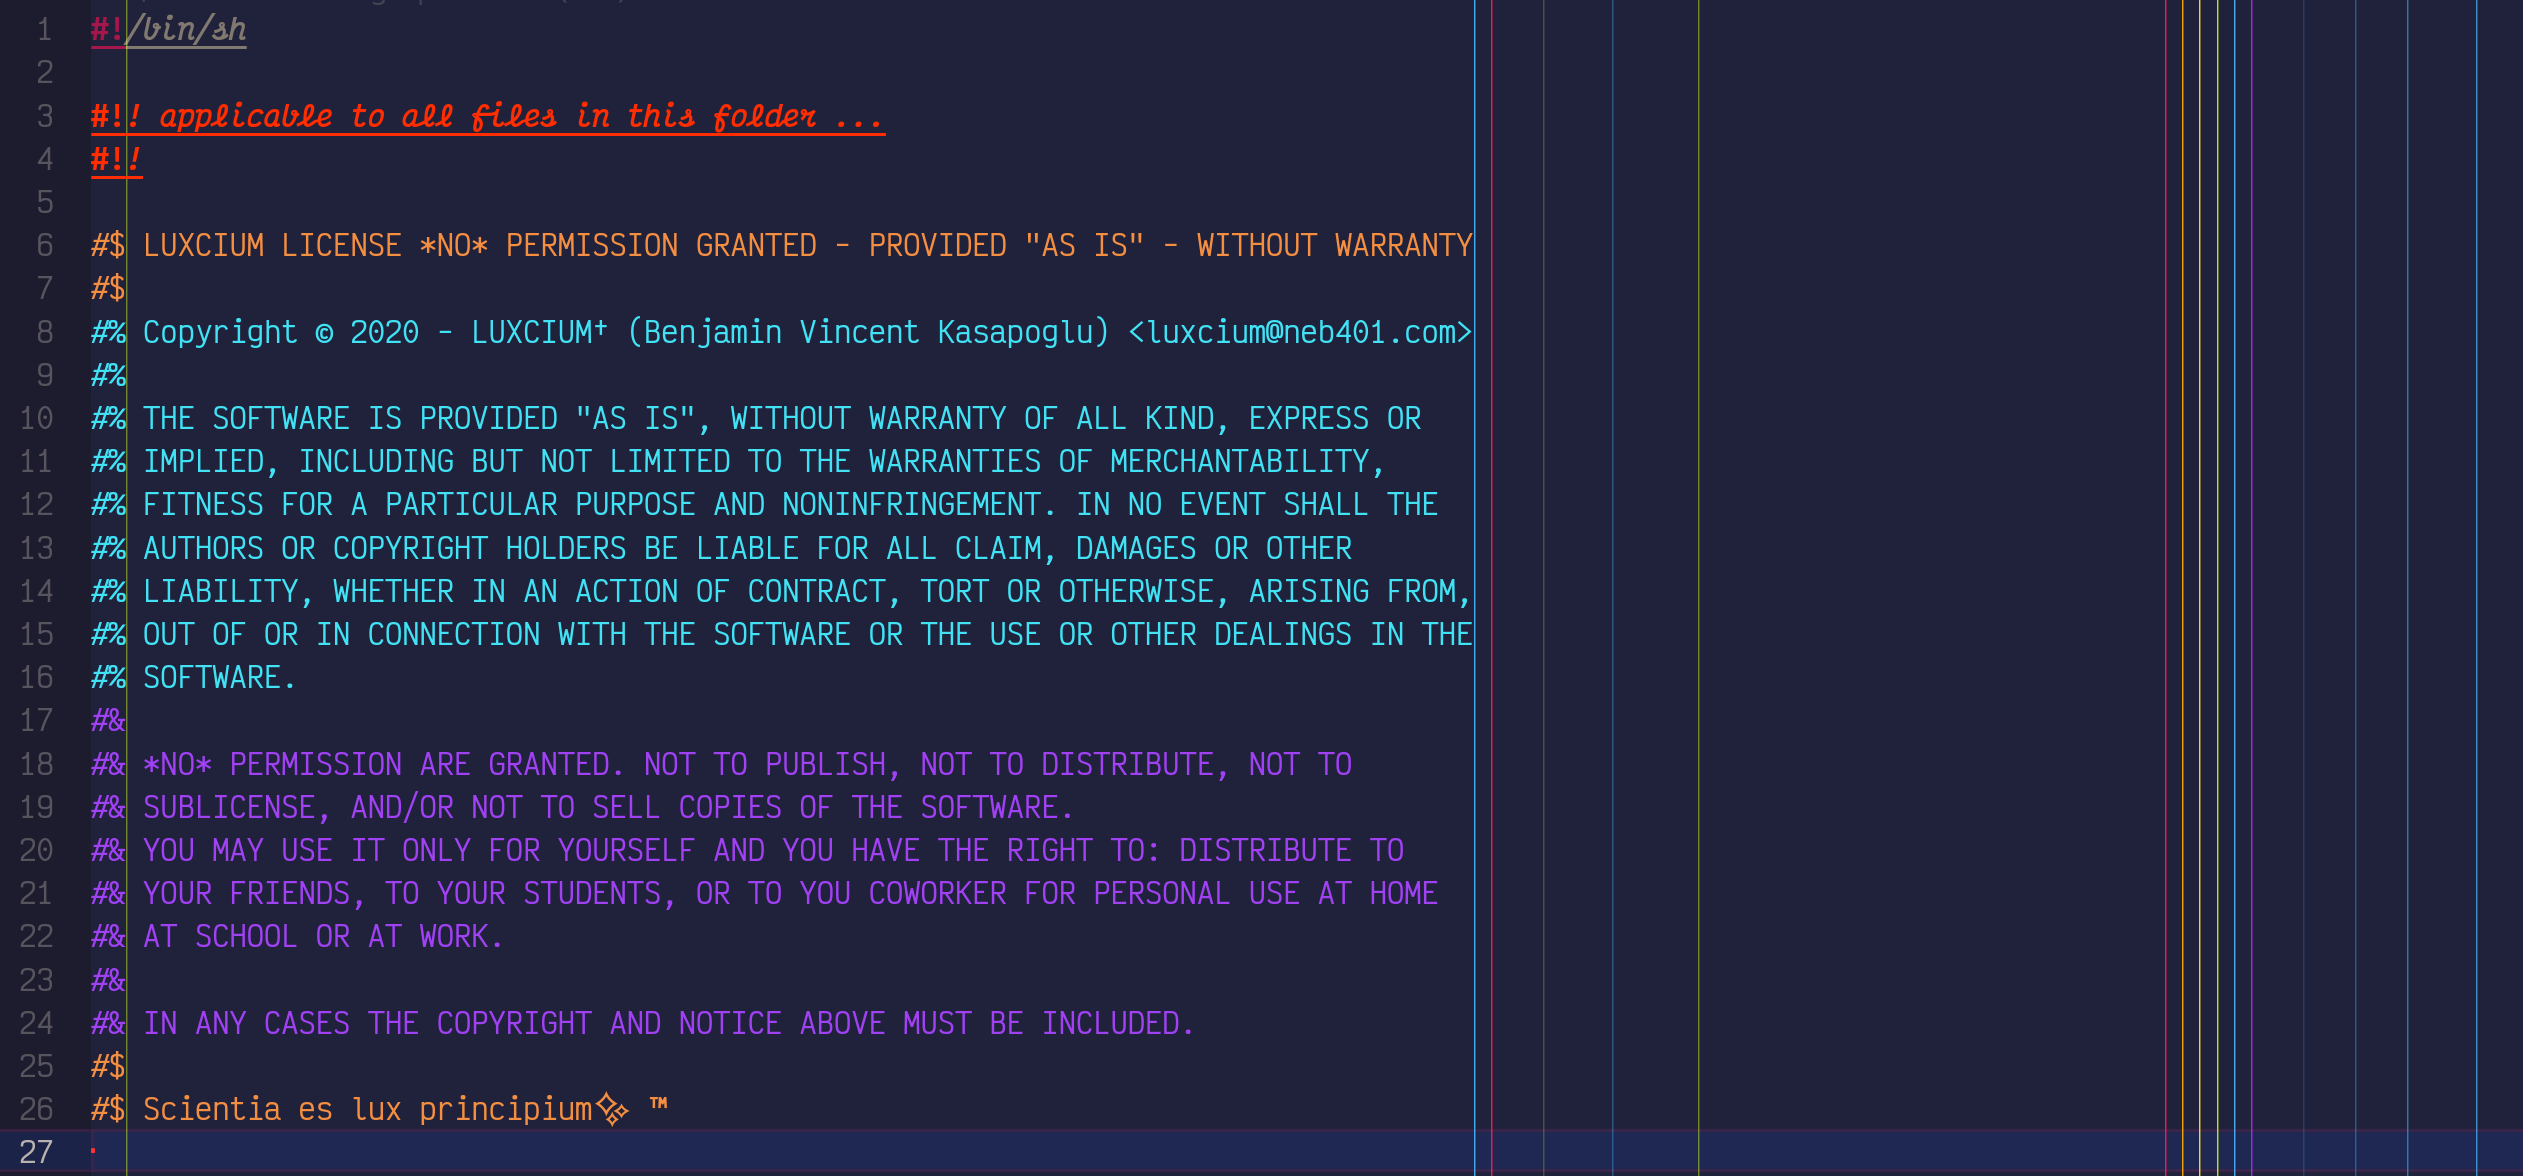 1 #!/bin/sh
2
3 #!! applicable to all files in this folder ...
4 #!!
5
6 #$ LUXCIUM LICENSE *NO* PERMISSION GRANTED - PROVIDED "AS IS" - WITHOUT WARRANTY
7 #$
8 #% Copyright © 2020 - LUXCIUM† (Benjamin Vincent Kasapoglu) <luxcium@neb401.com>
9 #%
10 #% THE SOFTWARE IS PROVIDED "AS IS", WITHOUT WARRANTY OF ALL KIND, EXPRESS OR
11 #% IMPLIED, INCLUDING BUT NOT LIMITED TO THE WARRANTIES OF MERCHANTABILITY,
12 #% FITNESS FOR A PARTICULAR PURPOSE AND NONINFRINGEMENT. IN NO EVENT SHALL THE
13 #% AUTHORS OR COPYRIGHT HOLDERS BE LIABLE FOR ALL CLAIM, DAMAGES OR OTHER
14 #% LIABILITY, WHETHER IN AN ACTION OF CONTRACT, TORT OR OTHERWISE, ARISING FROM,
15 #% OUT OF OR IN CONNECTION WITH THE SOFTWARE OR THE USE OR OTHER DEALINGS IN THE
16 #% SOFTWARE.
17 #&
18 #& *NO* PERMISSION ARE GRANTED. NOT TO PUBLISH, NOT TO DISTRIBUTE, NOT TO
19 #& SUBLICENSE, AND/OR NOT TO SELL COPIES OF THE SOFTWARE.
20 #& YOU MAY USE IT ONLY FOR YOURSELF AND YOU HAVE THE RIGHT TO: DISTRIBUTE TO
21 #& YOUR FRIENDS, TO YOUR STUDENTS, OR TO YOU COWORKER FOR PERSONAL USE AT HOME
22 #& AT SCHOOL OR AT WORK.
23 #&
24 #& IN ANY CASES THE COPYRIGHT AND NOTICE ABOVE MUST BE INCLUDED.
25 #$
26 #$ Scientia es lux principium✨ ™
27